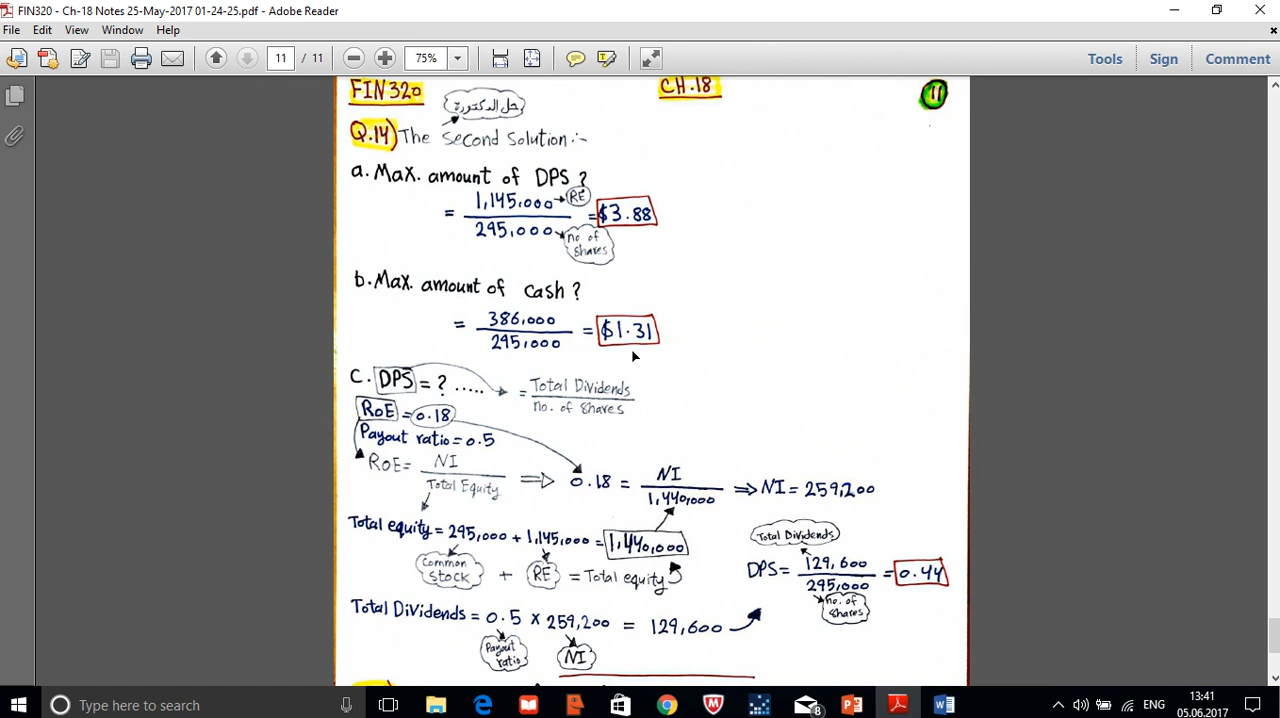 FIN320 - Ch-18 Notes 25-May-2017 01-24-25.pdf - Adobe Reader
File Edit View Window Help
11 / 11 75% Tools Sign Comment
FIN320 CH.18 11
حل الدكتورة
Q.14) The Second Solution :-
a. Max. amount of DPS ?
= 1,145,000 → RE = $3.88
295,000 → no of shares
b. Max. amount of cash ?
= 386,000 = $1.31
295,000
C. DPS = ? ..... = Total Dividends
no. of shares
RoE = 0.18
Payout ratio = 0.5
RoE = NI ⇒ 0.18 = NI ⇒ NI = 259,200
Total Equity 1,440,000
Total equity = 295,000 + 1,145,000 = 1,440,000
Common Stock + RE = Total equity
Total Dividends
DPS = 129,600 = 0.44
295,000
no. of shares
Total Dividends = 0.5 x 259,200 = 129,600
Payout ratio NI
Type here to search 8 ENG 13:41
05.06.2017